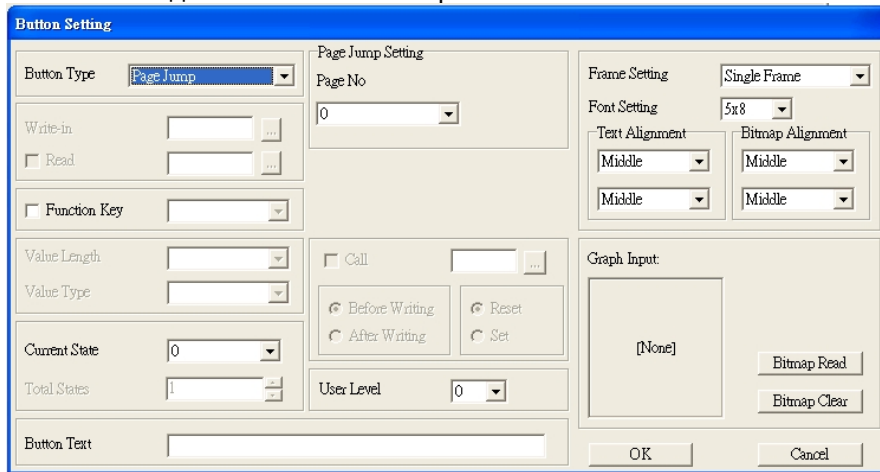 Button Setting
Button Type Page Jump
Write-in ...
Read ...
Function Key
Value Length
Value Type
Current State 0
Total States 1
Button Text
Page Jump Setting
Page No
0
Call ...
Before Writing Reset
After Writing Set
User Level 0
Frame Setting Single Frame
Font Setting 5x8
Text Alignment Bitmap Alignment
Middle Middle
Middle Middle
Graph Input:
[None]
Bitmap Read
Bitmap Clear
OK Cancel